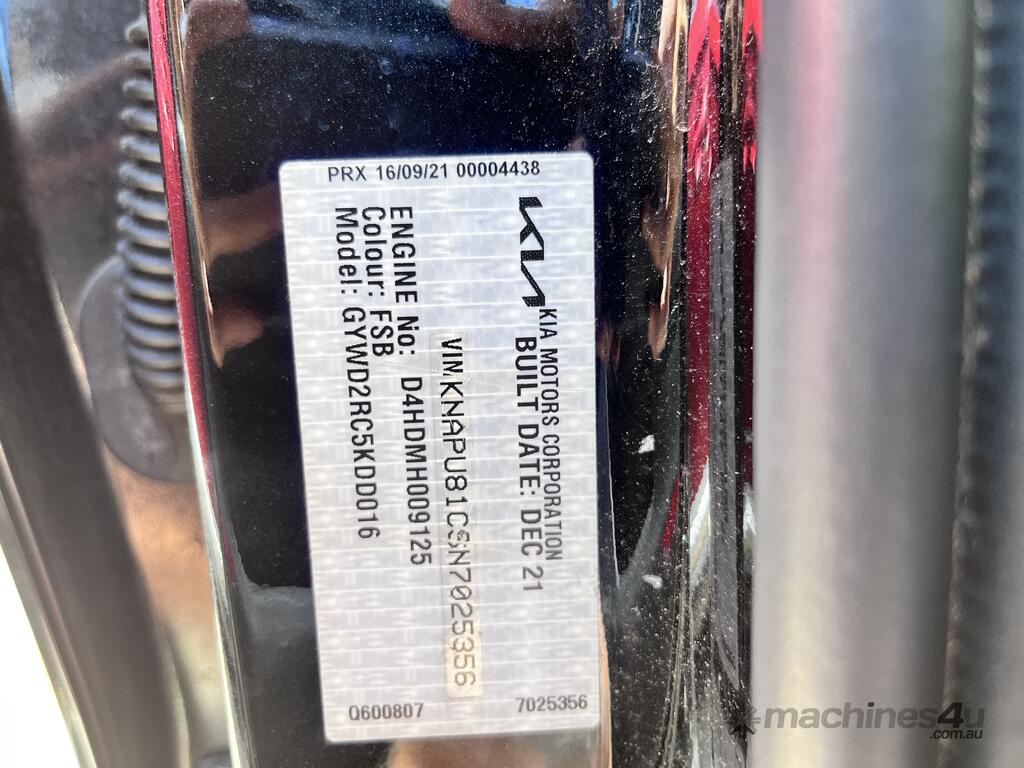 PRX 16/09/21 00004438
KIA
KIA MOTORS CORPORATION
BUILT DATE: DEC 21
VIN KNAPU81CSN7025356
ENGINE No: D4HDMH009125
Colour: FSB
Model: GYWD2RC5KDD016
Q600807
7025356
machines4u
.com.au